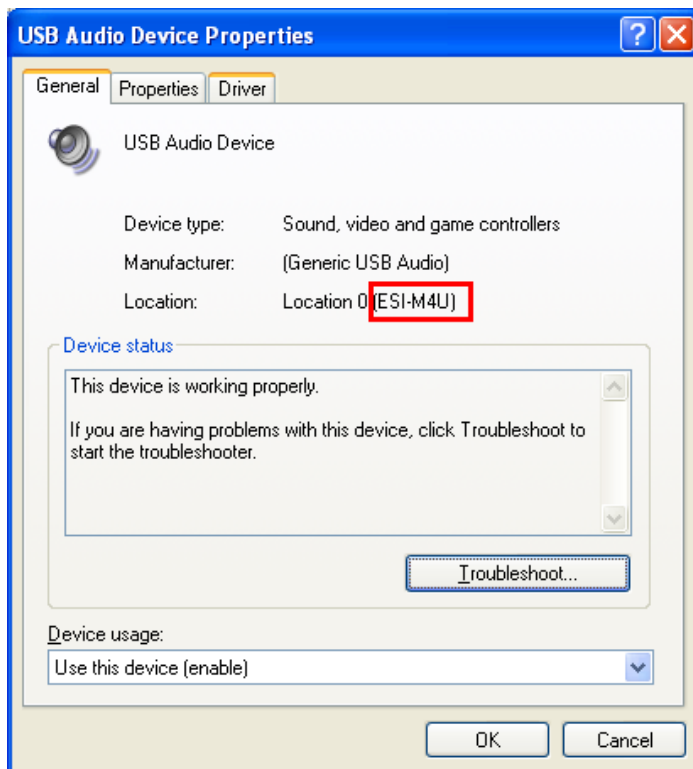 USB Audio Device Properties
General Properties Driver
USB Audio Device
Device type: Sound, video and game controllers
Manufacturer: (Generic USB Audio)
Location: Location 0 (ESI-M4U)
Device status
This device is working properly.
If you are having problems with this device, click Troubleshoot to
start the troubleshooter.
Troubleshoot...
Device usage:
Use this device (enable)
OK Cancel